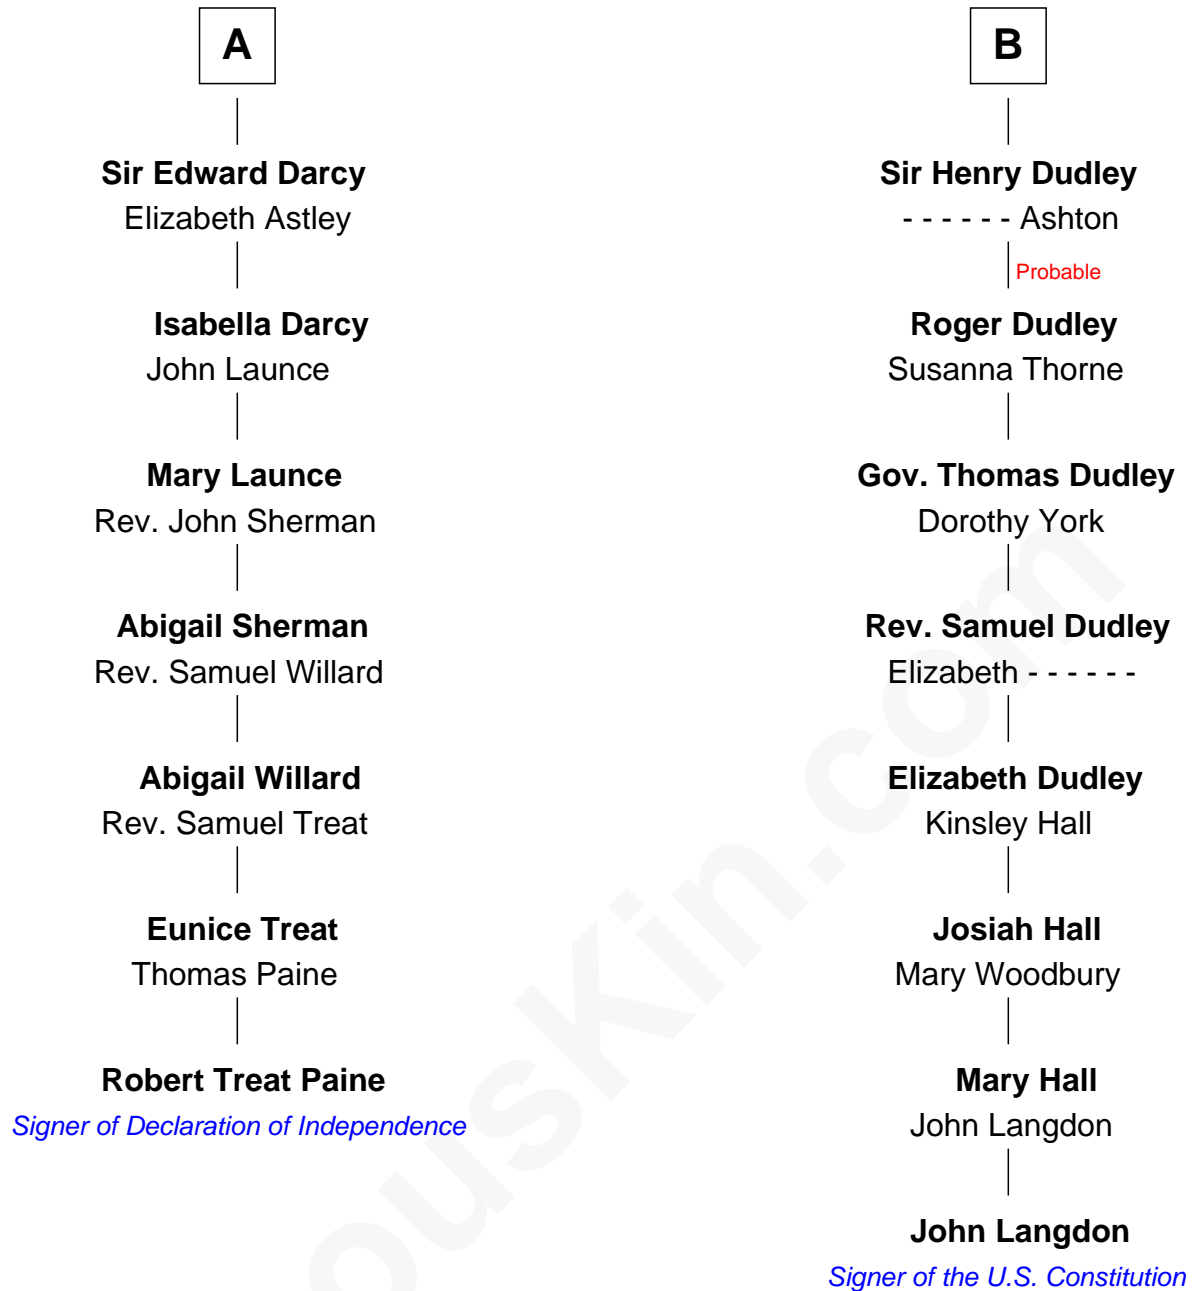 A
Sir Edward Darcy
Elizabeth Astley
Isabella Darcy
John Launce
Mary Launce
Rev. John Sherman
Abigail Sherman
Rev. Samuel Willard
Abigail Willard
Rev. Samuel Treat
Eunice Treat
Thomas Paine
Robert Treat Paine
Signer of Declaration of Independence
B
Sir Henry Dudley
- - - - - - Ashton
Probable
Roger Dudley
Susanna Thorne
Gov. Thomas Dudley
Dorothy York
Rev. Samuel Dudley
Elizabeth - - - - - -
Elizabeth Dudley
Kinsley Hall
Josiah Hall
Mary Woodbury
Mary Hall
John Langdon
John Langdon
Signer of the U.S. Constitution
ousKin.com